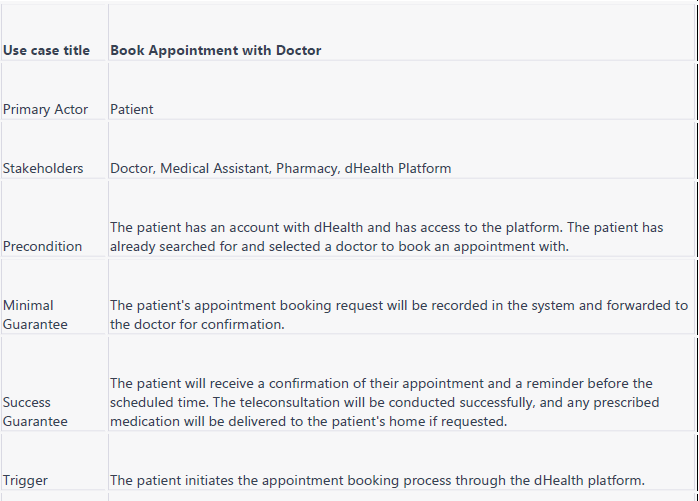 Use case title Book Appointment with Doctor
Primary Actor Patient
Stakeholders Doctor, Medical Assistant, Pharmacy, dHealth Platform
The patient has an account with dHealth and has access to the platform. The patient has
Precondition already searched for and selected a doctor to book an appointment with.
Minimal The patient's appointment booking request will be recorded in the system and forwarded to
Guarantee the doctor for confirmation.
The patient will receive a confirmation of their appointment and a reminder before the
Success scheduled time. The teleconsultation will be conducted successfully, and any prescribed
Guarantee medication will be delivered to the patient's home if requested.
Trigger The patient initiates the appointment booking process through the dHealth platform.